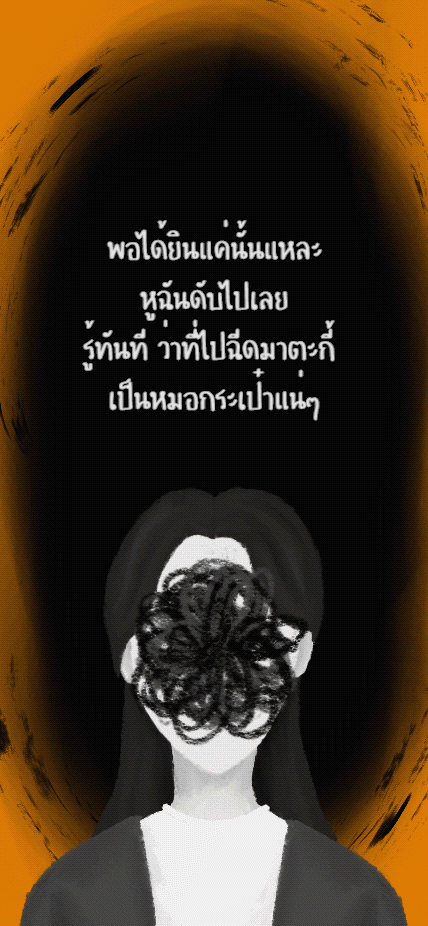 พอได้ยินแค่นั้นแหละ
หูฉันดับไปเลย
รู้ทันที ว่าที่ไปฉีดมาตะกี้
เป็นหมอกระเป๋าแน่ๆ